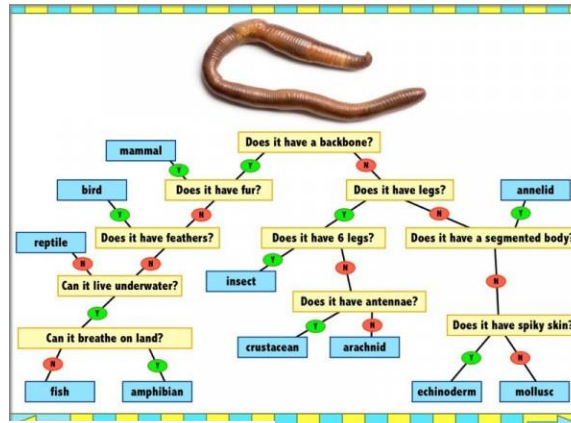 Does it have a backbone?
mammal
Does it have fur?
Does it have legs?
bird
annelid
Does it have feathers?
Does it have 6 legs?
Does it have a segmented body?
reptile
Can it live underwater?
insect
Does it have antennae?
Can it breathe on land?
Does it have spiky skin?
crustacean
arachnid
fish
amphibian
echinoderm
mollusc
Y
N
Y
N
Y
N
Y
N
Y
N
Y
N
Y
N
Y
N
Y
N
Y
N